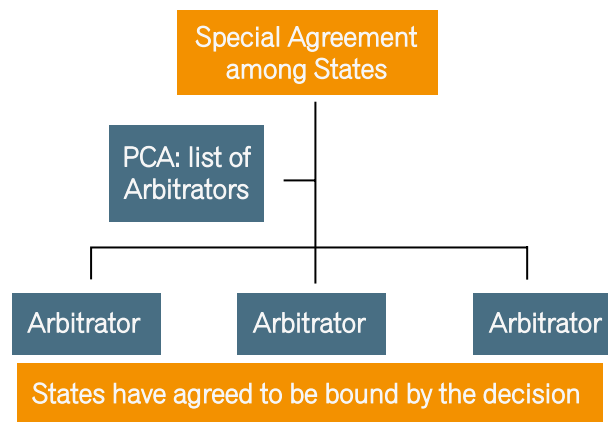 Special Agreement
among States
PCA: list of
Arbitrators
Arbitrator
Arbitrator
Arbitrator
States have agreed to be bound by the decision